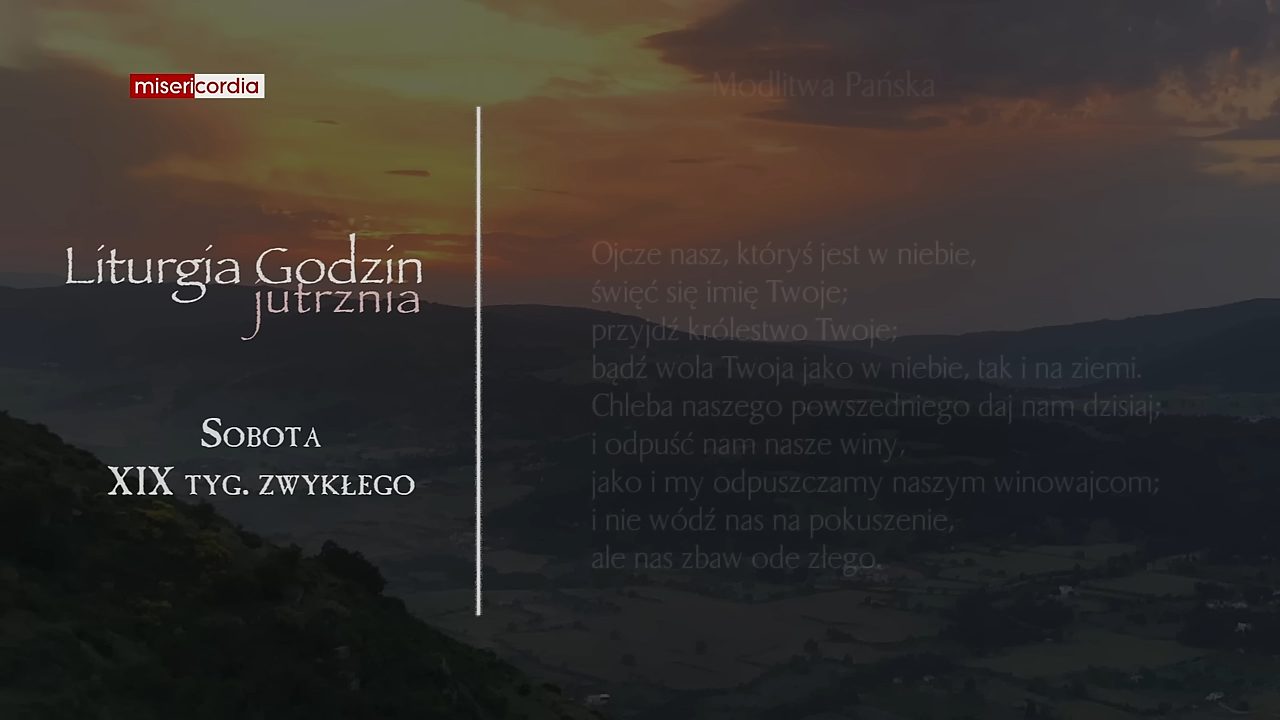 misericordia
Liturgia Godzin
jutrznia
Sobota
XIX tyg. zwykłego
Modlitwa Pańska
Ojcze nasz, któryś jest w niebie,
święć się imię Twoje;
przyjdź królestwo Twoje;
bądź wola Twoja jako w niebie, tak i na ziemi.
Chleba naszego powszedniego daj nam dzisiaj;
i odpuść nam nasze winy,
jako i my odpuszczamy naszym winowajcom;
i nie wódź nas na pokuszenie,
ale nas zbaw ode złego.